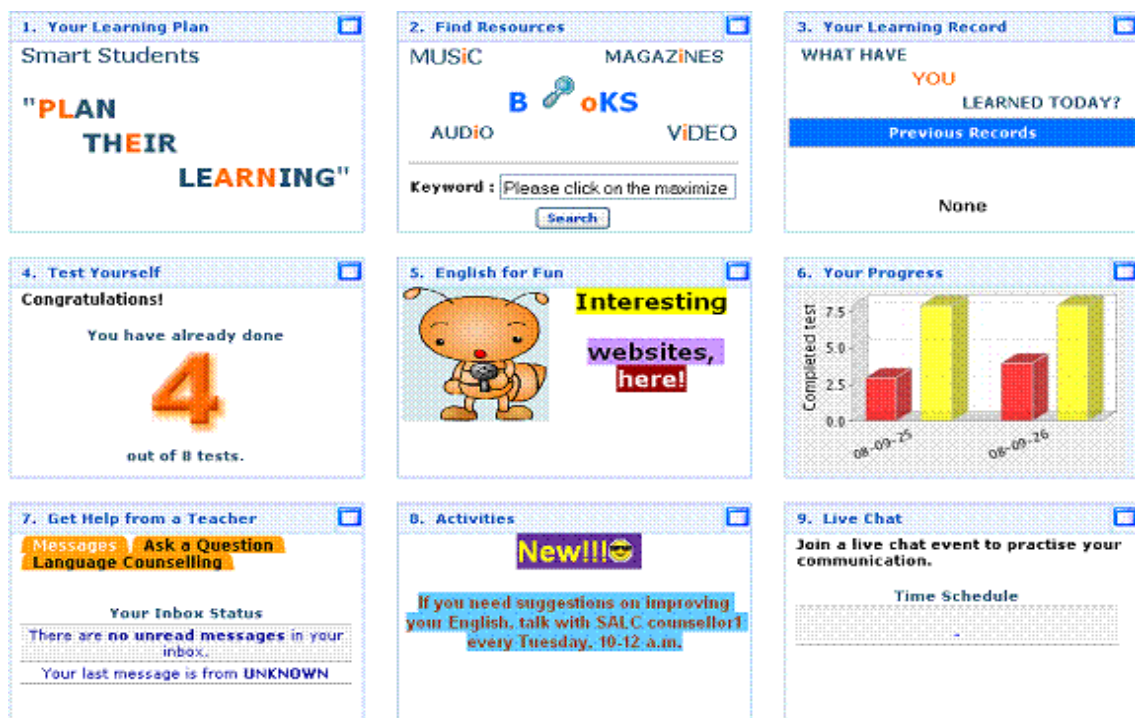 1. Your Learning Plan
Smart Students
"PLAN
THEIR
LEARNING"
2. Find Resources
MUSiC MAGAZiNES
B oKS
AUDiO ViDEO
Keyword : Please click on the maximize
Search
3. Your Learning Record
WHAT HAVE
YOU
LEARNED TODAY?
Previous Records
None
4. Test Yourself
Congratulations!
You have already done
4
out of 8 tests.
5. English for Fun
Interesting
websites,
here!
6. Your Progress
Completed test
7.5
5.0
2.5
0.0
08-09-25
08-09-26
7. Get Help from a Teacher
Messages Ask a Question
Language Counselling
Your Inbox Status
There are no unread messages in your
inbox.
Your last message is from UNKNOWN
8. Activities
New!!!
If you need suggestions on improving
your English, talk with SALC counsellor1
every Tuesday, 10-12 a.m.
9. Live Chat
Join a live chat event to practise your
communication.
Time Schedule
-